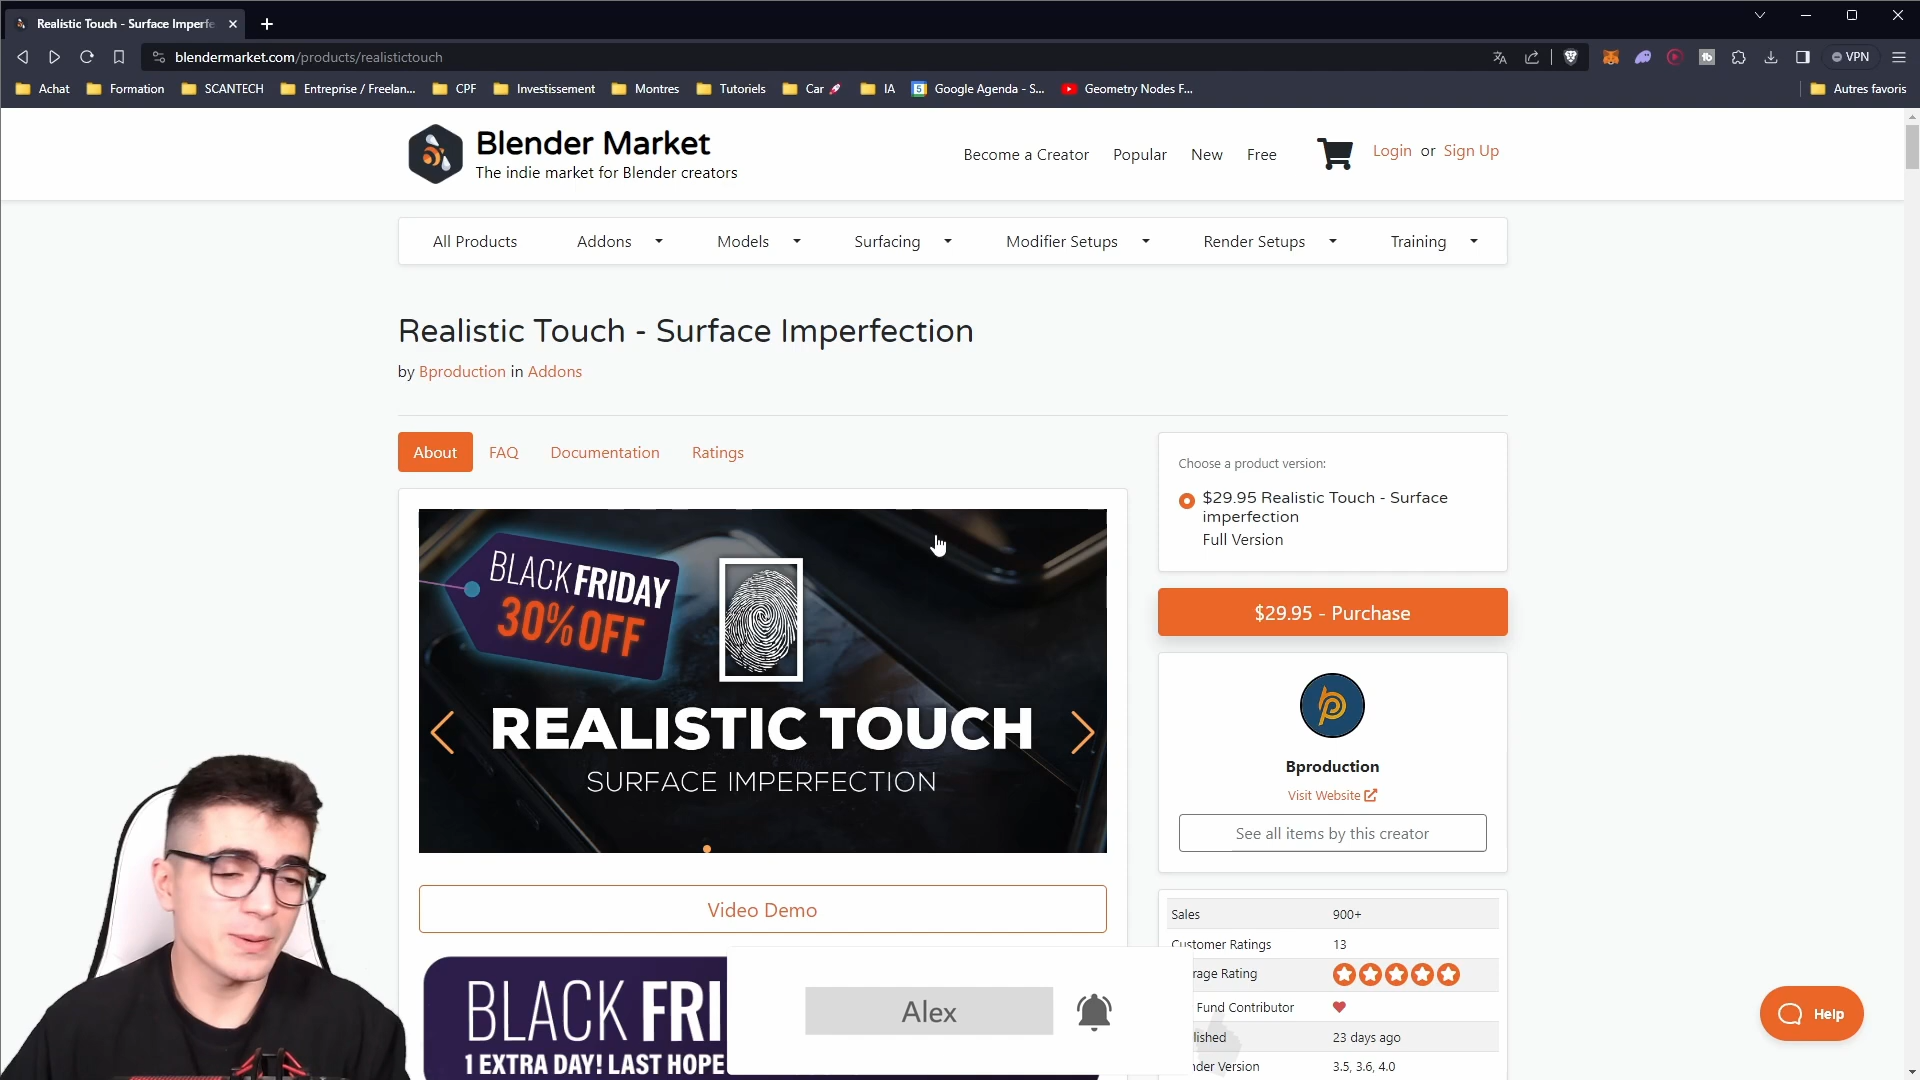 Realistic Touch - Surface Imperfe
blendermarket.com/products/realistictouch
VPN
Achat
Formation
SCANTECH
Entreprise / Freelan...
CPF
Investissement
Montres
Tutoriels
Car 🚀
IA
Google Agenda - S...
Geometry Nodes F...
Autres favoris
Blender Market
The indie market for Blender creators
Become a Creator
Popular
New
Free
Login or Sign Up
All Products
Addons
Models
Surfacing
Modifier Setups
Render Setups
Training
Realistic Touch - Surface Imperfection
by Bproduction in Addons
About
FAQ
Documentation
Ratings
BLACK FRIDAY
30% OFF
REALISTIC TOUCH
SURFACE IMPERFECTION
Video Demo
BLACK FRI
1 EXTRA DAY! LAST HOPE
Alex
Choose a product version:
$29.95 Realistic Touch - Surface
imperfection
Full Version
$29.95 - Purchase
Bproduction
Visit Website
See all items by this creator
Sales 900+
Customer Ratings 13
rage Rating
Fund Contributor
lished 23 days ago
nder Version 3.5, 3.6, 4.0
Help